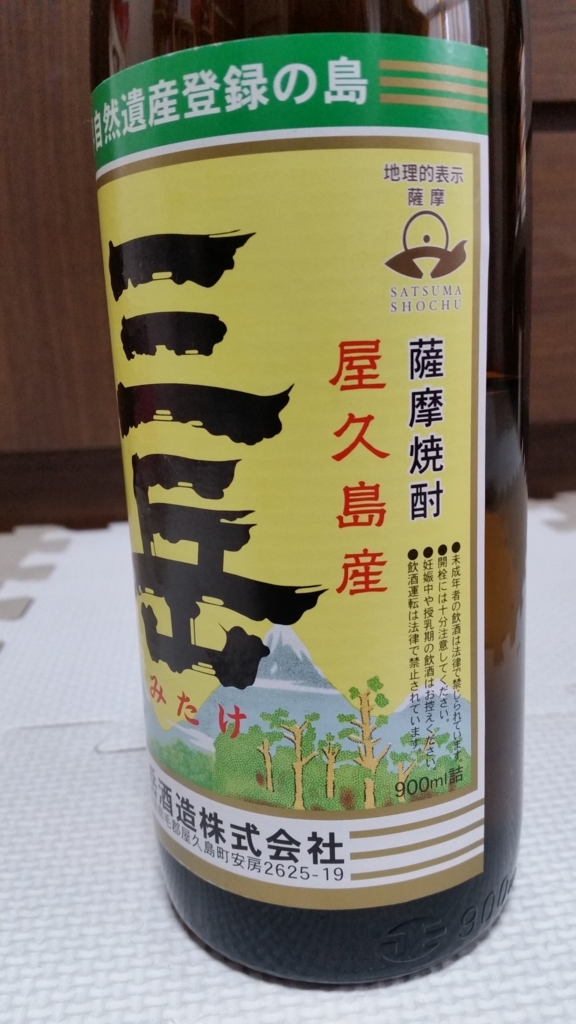 自然遺産登録の島
地理的表示
薩摩
SATSUMA
SHOCHU
薩摩焼酎
屋久島産
三岳
みたけ
●未成年者の飲酒は法律で禁じられています。
●開栓には十分注意してください。
●妊娠中や授乳期の飲酒はお控えください。
●飲酒運転は法律で禁止されています。
900ml詰
岳酒造株式会社
毛郡屋久島町安房2625-19
900